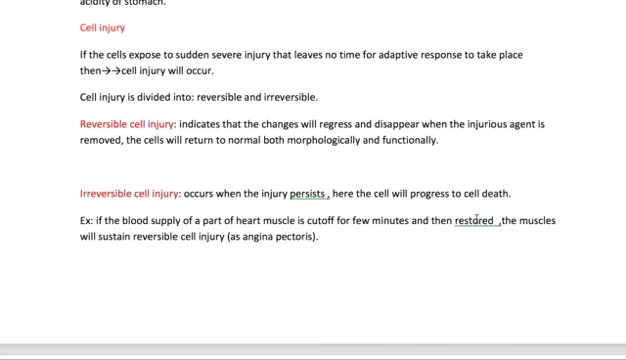 acidity of stomach.
Cell injury
If the cells expose to sudden severe injury that leaves no time for adaptive response to take place
then→→cell injury will occur.
Cell injury is divided into: reversible and irreversible.
Reversible cell injury: indicates that the changes will regress and disappear when the injurious agent is
removed, the cells will return to normal both morphologically and functionally.
Irreversible cell injury: occurs when the injury persists , here the cell will progress to cell death.
Ex: if the blood supply of a part of heart muscle is cutoff for few minutes and then restored ,the muscles
will sustain reversible cell injury (as angina pectoris).